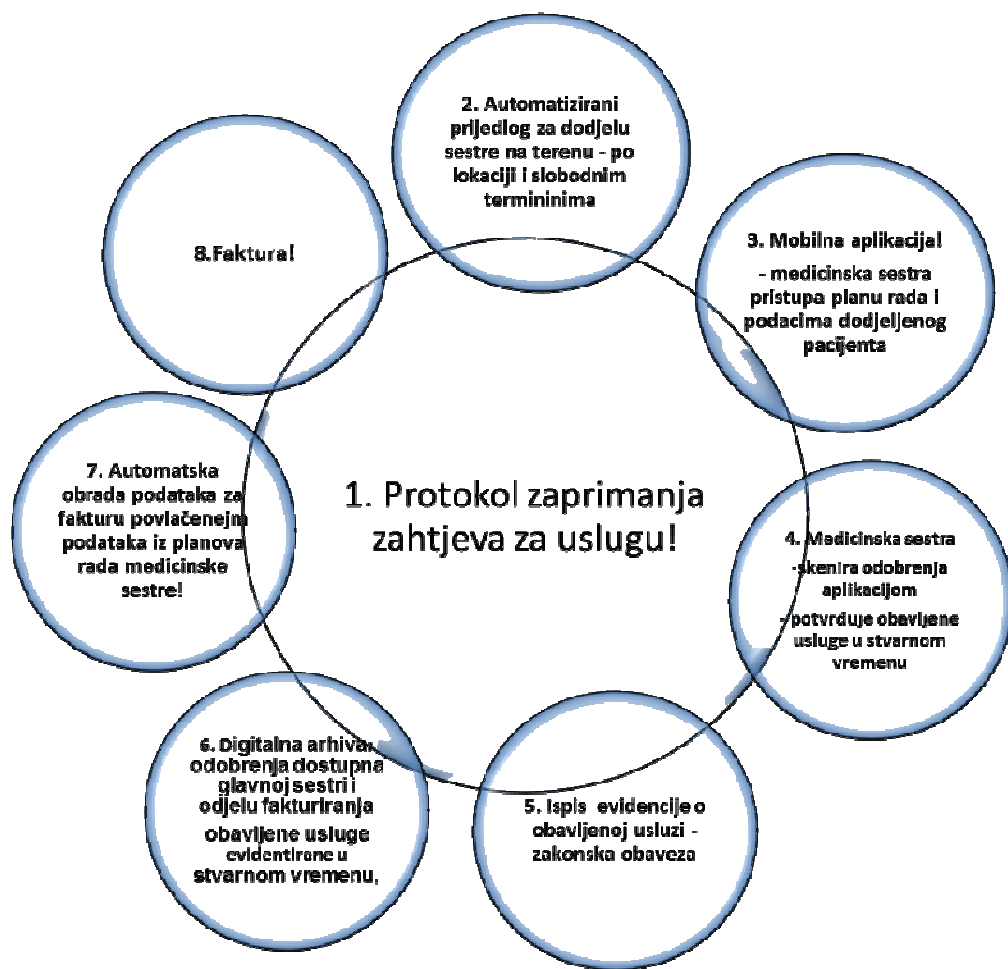 1. Protokol zaprimanja
zahtjeva za uslugu!
2. Automatizirani
prijedlog za dodjelu
sestre na terenu - po
lokaciji i slobodnim
termininima
3. Mobilna aplikacija!
- medicinska sestra
pristupa planu rada i
podacima dodjeljenog
pacijenta
4. Medicinska sestra
-skenira odobrenja
aplikacijom
- potvrđuje obavljene
usluge u stvarnom
vremenu
5. Ispis evidencije o
obavljenoj usluzi -
zakonska obaveza
6. Digitalna arhiva:
odobrenja dostupna
glavnoj sestri i
odjelu fakturiranja
obavljene usluge
evidentirane u
stvarnom vremenu,
7. Automatska
obrada podataka za
fakturu povlačenejm
podataka iz planova
rada medicinske
sestre!
8.Faktura!